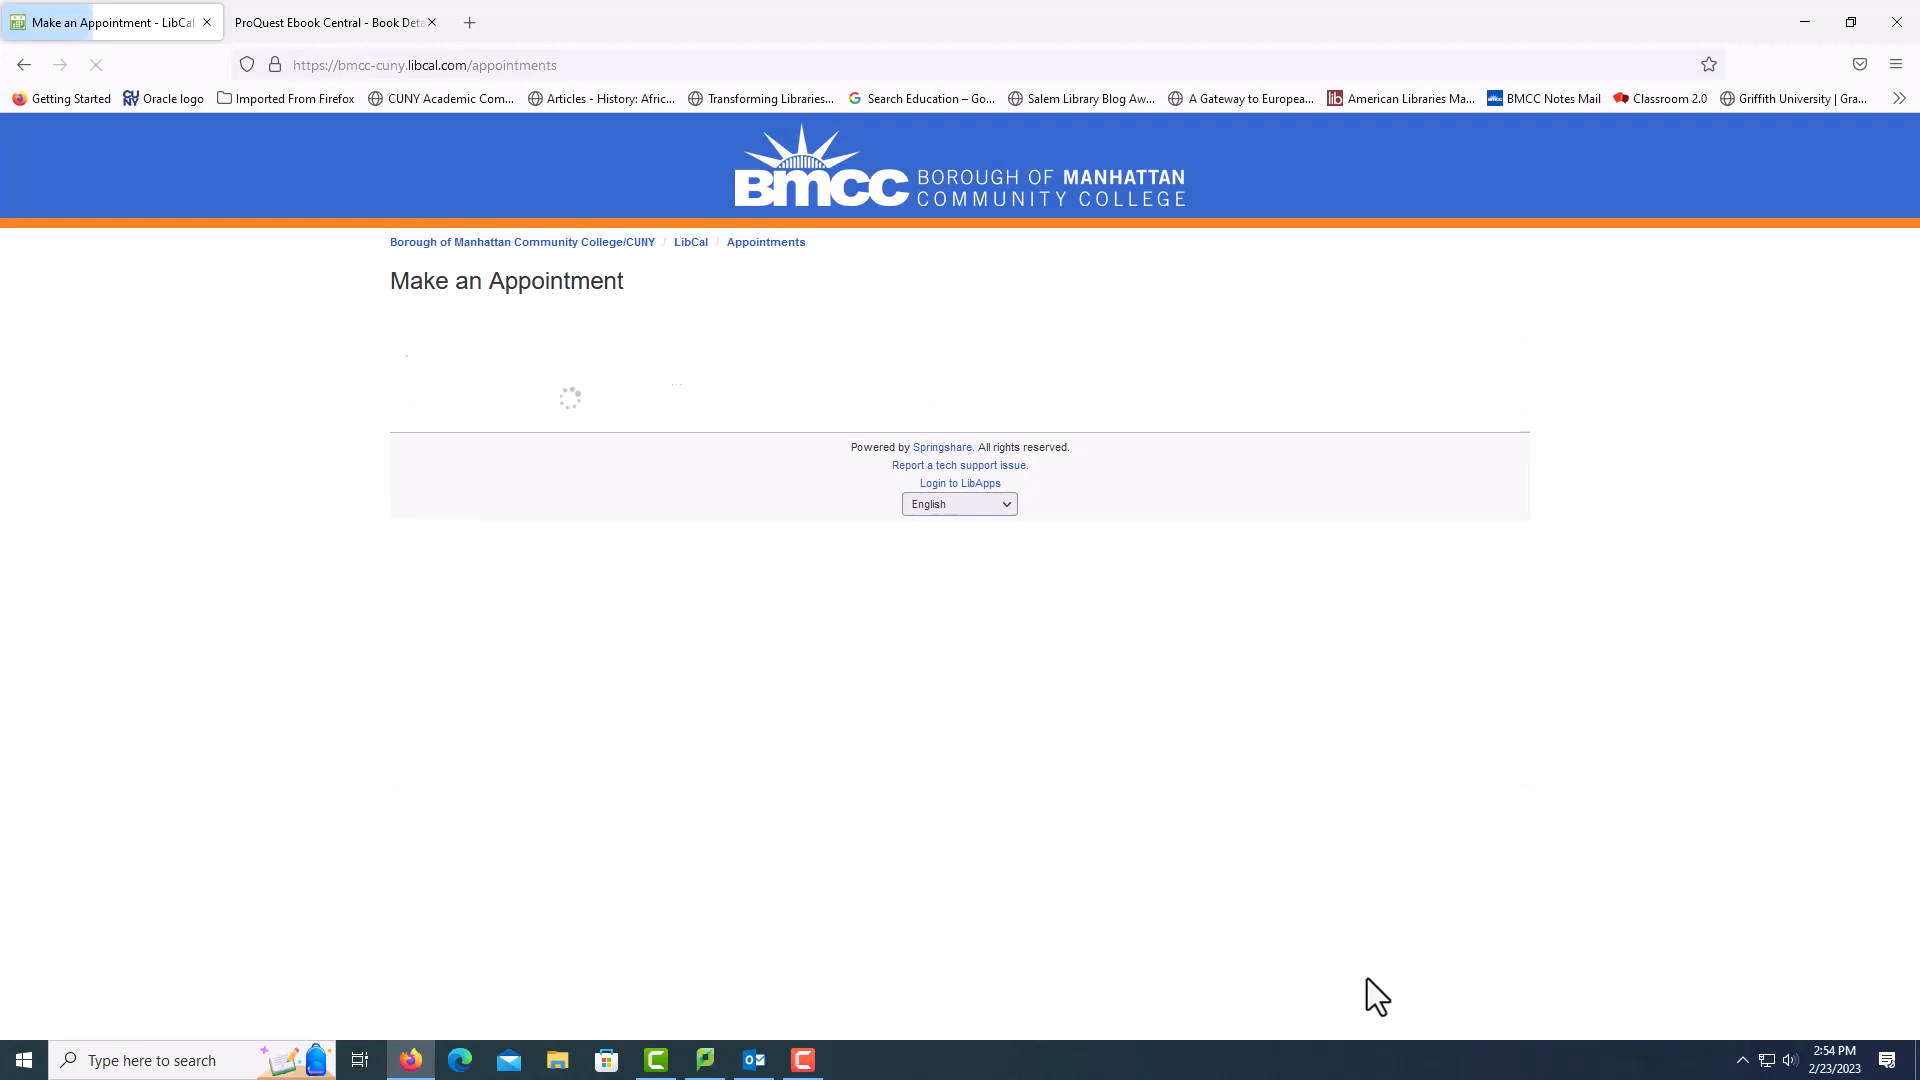 Make an Appointment - LibCal
ProQuest Ebook Central - Book Deta
https://bmcc-cuny.libcal.com/appointments
Getting Started
Oracle logo
Imported From Firefox
CUNY Academic Com...
Articles - History: Afric...
Transforming Libraries...
Search Education – Go...
Salem Library Blog Aw...
A Gateway to Europea...
American Libraries Ma...
BMCC Notes Mail
Classroom 2.0
Griffith University | Gra...
BMCC BOROUGH OF MANHATTAN
COMMUNITY COLLEGE
Borough of Manhattan Community College/CUNY / LibCal / Appointments
Make an Appointment
Powered by Springshare. All rights reserved.
Report a tech support issue.
Login to LibApps
English
Type here to search
2:54 PM
2/23/2023